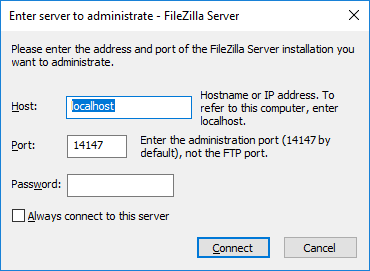 Enter server to administrate - FileZilla Server
Please enter the address and port of the FileZilla Server installation you
want to administrate.
Host:
localhost
Hostname or IP address. To
refer to this computer, enter
localhost.
Port:
14147
Enter the administration port (14147 by
default), not the FTP port.
Password:
Always connect to this server
Connect
Cancel